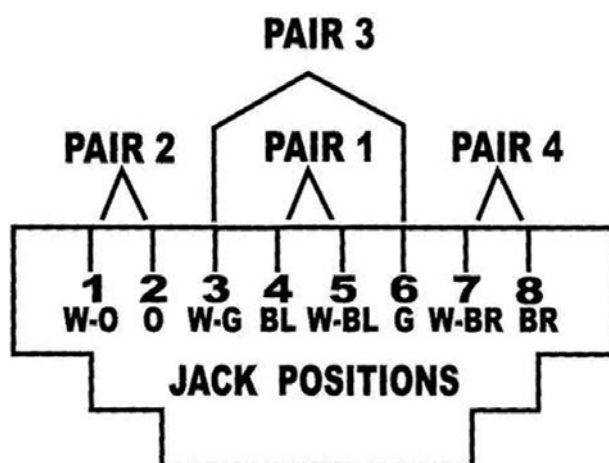 PAIR 3
PAIR 2 PAIR 1 PAIR 4
1 2 3 4 5 6 7 8
W-O O W-G BL W-BL G W-BR BR
JACK POSITIONS